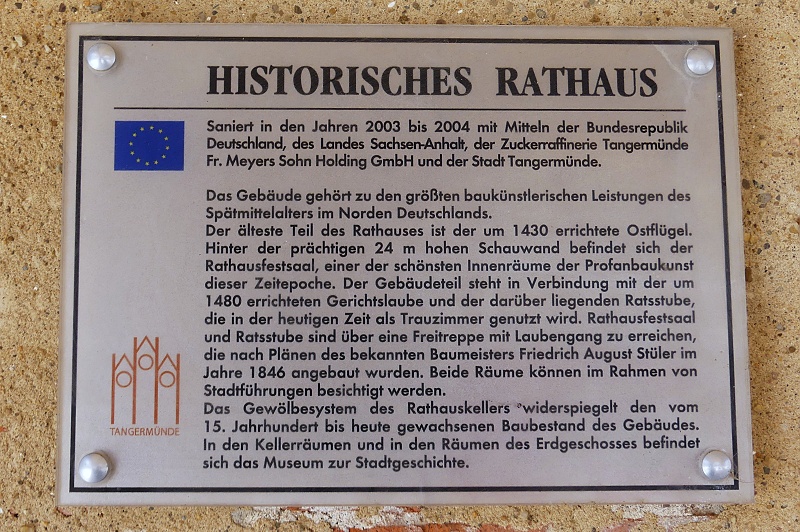 HISTORISCHES RATHAUS
Saniert in den Jahren 2003 bis 2004 mit Mitteln der Bundesrepublik
Deutschland, des Landes Sachsen-Anhalt, der Zuckerraffinerie Tangermünde
Fr. Meyers Sohn Holding GmbH und der Stadt Tangermünde.
Das Gebäude gehört zu den größten baukünstlerischen Leistungen des
Spätmittelalters im Norden Deutschlands.
Der älteste Teil des Rathauses ist der um 1430 errichtete Ostflügel.
Hinter der prächtigen 24 m hohen Schauwand befindet sich der
Rathausfestsaal, einer der schönsten Innenräume der Profanbaukunst
dieser Zeitepoche. Der Gebäudeteil steht in Verbindung mit der um
1480 errichteten Gerichtslaube und der darüber liegenden Ratsstube,
die in der heutigen Zeit als Trauzimmer genutzt wird. Rathausfestsaal
und Ratsstube sind über eine Freitreppe mit Laubengang zu erreichen,
die nach Plänen des bekannten Baumeisters Friedrich August Stüler im
Jahre 1846 angebaut wurden. Beide Räume können im Rahmen von
Stadtführungen besichtigt werden.
Das Gewölbesystem des Rathauskellers widerspiegelt den vom
15. Jahrhundert bis heute gewachsenen Baubestand des Gebäudes.
In den Kellerräumen und in den Räumen des Erdgeschosses befindet
sich das Museum zur Stadtgeschichte.
TANGERMÜNDE